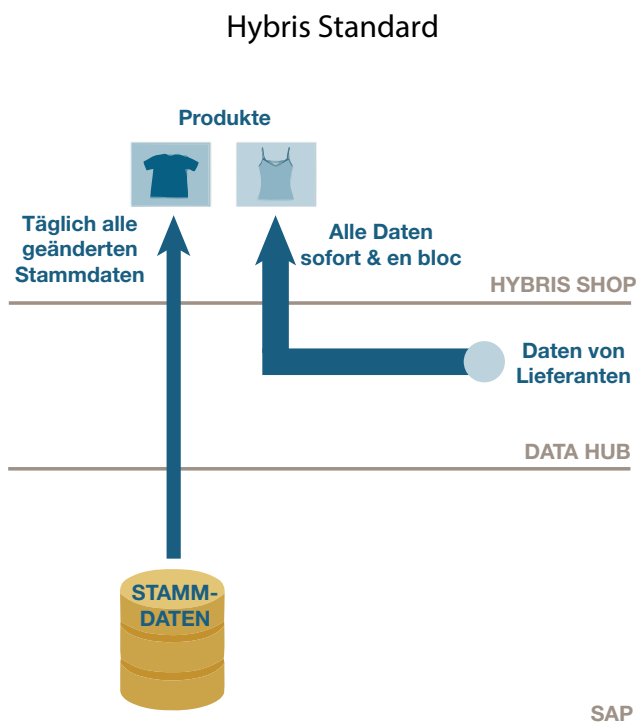 Hybris Standard
Produkte
Täglich alle
geänderten
Stammdaten
Alle Daten
sofort & en bloc
HYBRIS SHOP
Daten von
Lieferanten
DATA HUB
STAMM-
DATEN
SAP